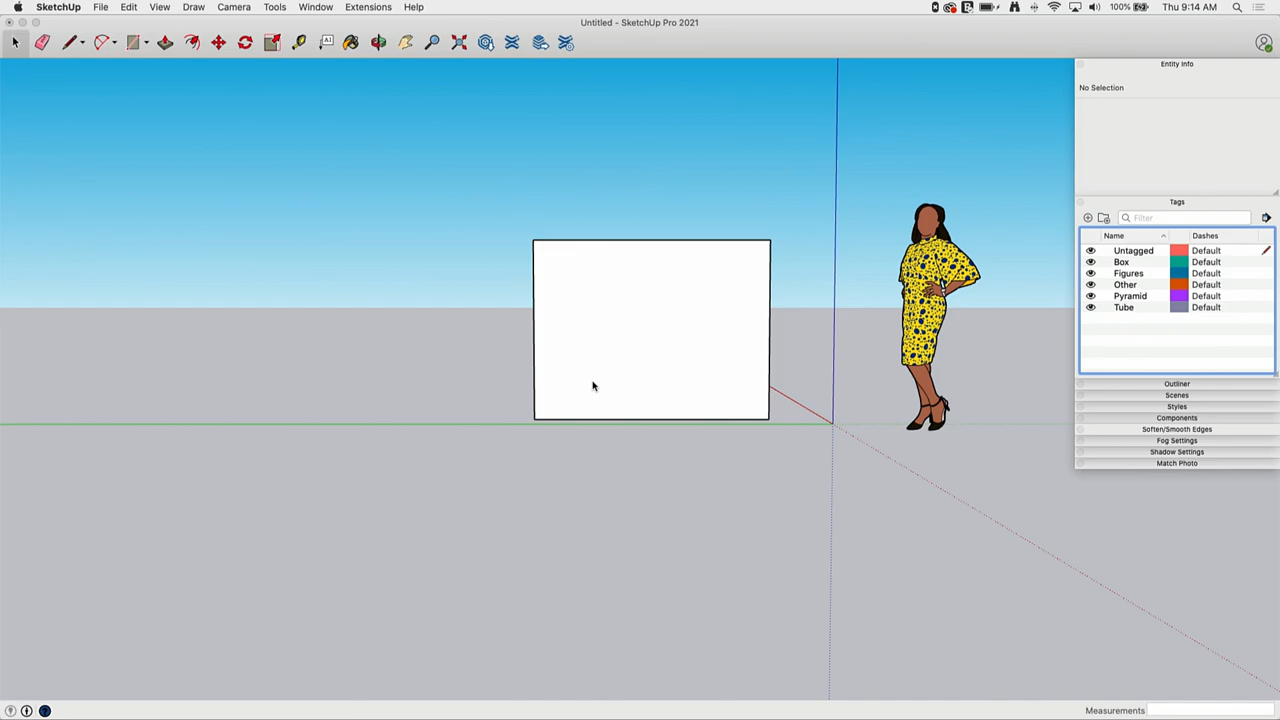 SketchUp File Edit View Draw Camera Tools Window Extensions Help 100% Thu 9:14 AM
Untitled - SketchUp Pro 2021
Entity Info
No Selection
Tags
Filter
Name Dashes
Untagged Default
Box Default
Figures Default
Other Default
Pyramid Default
Tube Default
Outliner
Scenes
Styles
Components
Soften/Smooth Edges
Fog Settings
Shadow Settings
Match Photo
Measurements